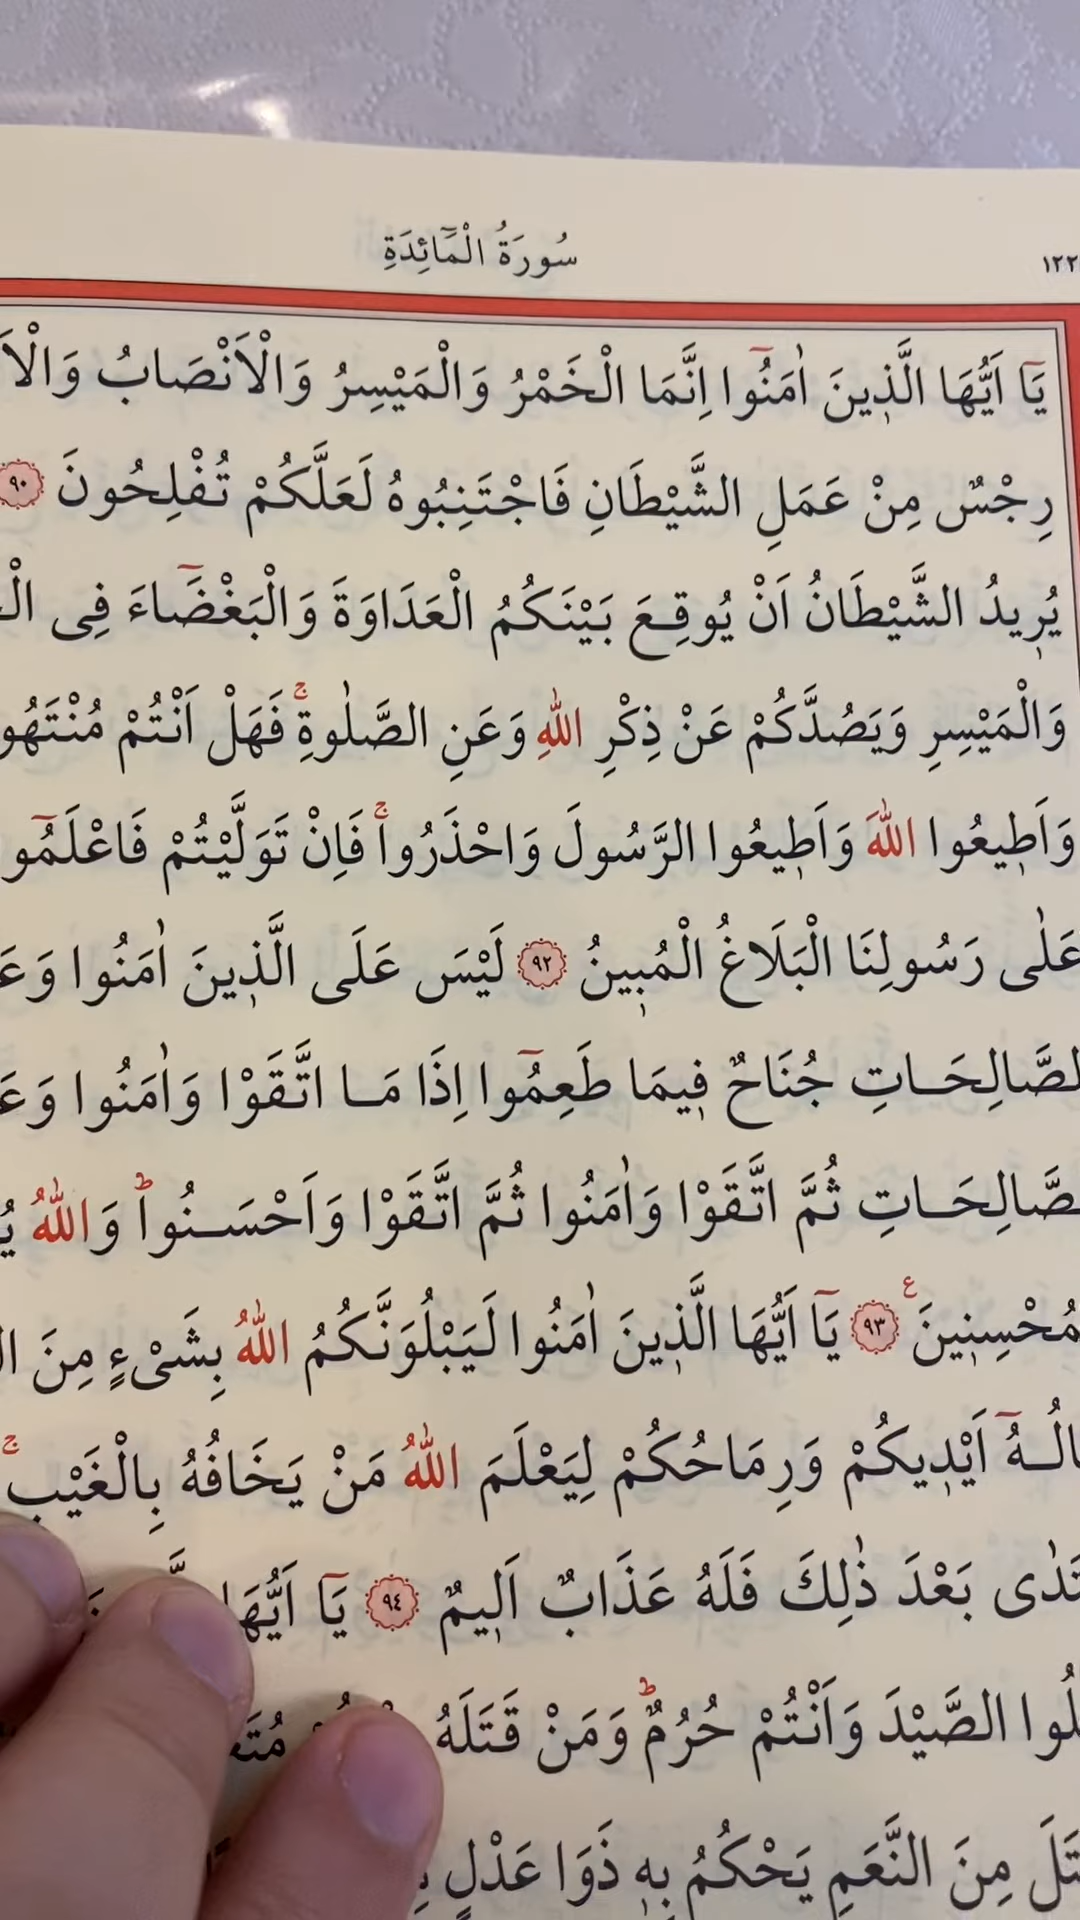 سُورَةُ الْمَٓائِدَةِ
١٢٢
يَٓا اَيُّهَا الَّذ۪ينَ اٰمَنُٓوا اِنَّمَا الْخَمْرُ وَالْمَيْسِرُ وَالْاَنْصَابُ
رِجْسٌ مِنْ عَمَلِ الشَّيْطَانِ فَاجْتَنِبُوهُ لَعَلَّكُمْ تُفْلِحُونَ ٩٠
يُر۪يدُ الشَّيْطَانُ اَنْ يُوقِعَ بَيْنَكُمُ الْعَدَاوَةَ وَالْبَغْضَٓاءَ فِى
وَالْمَيْسِرِ وَيَصُدَّكُمْ عَنْ ذِكْرِ اللّٰهِ وَعَنِ الصَّلٰوةِۚ فَهَلْ اَنْتُمْ مُنْتَهُو
وَاَط۪يعُوا اللّٰهَ وَاَط۪يعُوا الرَّسُولَ وَاحْذَرُواۚ فَاِنْ تَوَلَّيْتُمْ فَاعْلَمُٓو
عَلٰى رَسُولِنَا الْبَلَاغُ الْمُب۪ينُ ٩٢ لَيْسَ عَلَى الَّذ۪ينَ اٰمَنُوا وَعَ
لصَّالِحَاتِ جُنَاحٌ ف۪يمَا طَعِمُٓوا اِذَا مَا اتَّقَوْا وَاٰمَنُوا وَعَ
صَّالِحَاتِ ثُمَّ اتَّقَوْا وَاٰمَنُوا ثُمَّ اتَّقَوْا وَاَحْسَنُواۜ وَاللّٰهُ يُ
مُحْسِن۪ينَ۟ ٩٣ يَٓا اَيُّهَا الَّذ۪ينَ اٰمَنُوا لَيَبْلُوَنَّكُمُ اللّٰهُ بِشَىْءٍ مِنَ
الُهُٓ اَيْد۪يكُمْ وَرِمَاحُكُمْ لِيَعْلَمَ اللّٰهُ مَنْ يَخَافُهُ بِالْغَيْبِۚ
تَدٰى بَعْدَ ذٰلِكَ فَلَهُ عَذَابٌ اَل۪يمٌ ٩٤ يَٓا اَيُّهَا
لُوا الصَّيْدَ وَاَنْتُمْ حُرُمٌۜ وَمَنْ قَتَلَهُ
تَلَ مِنَ النَّعَمِ يَحْكُمُ بِه۪ ذَوَا عَدْلٍ